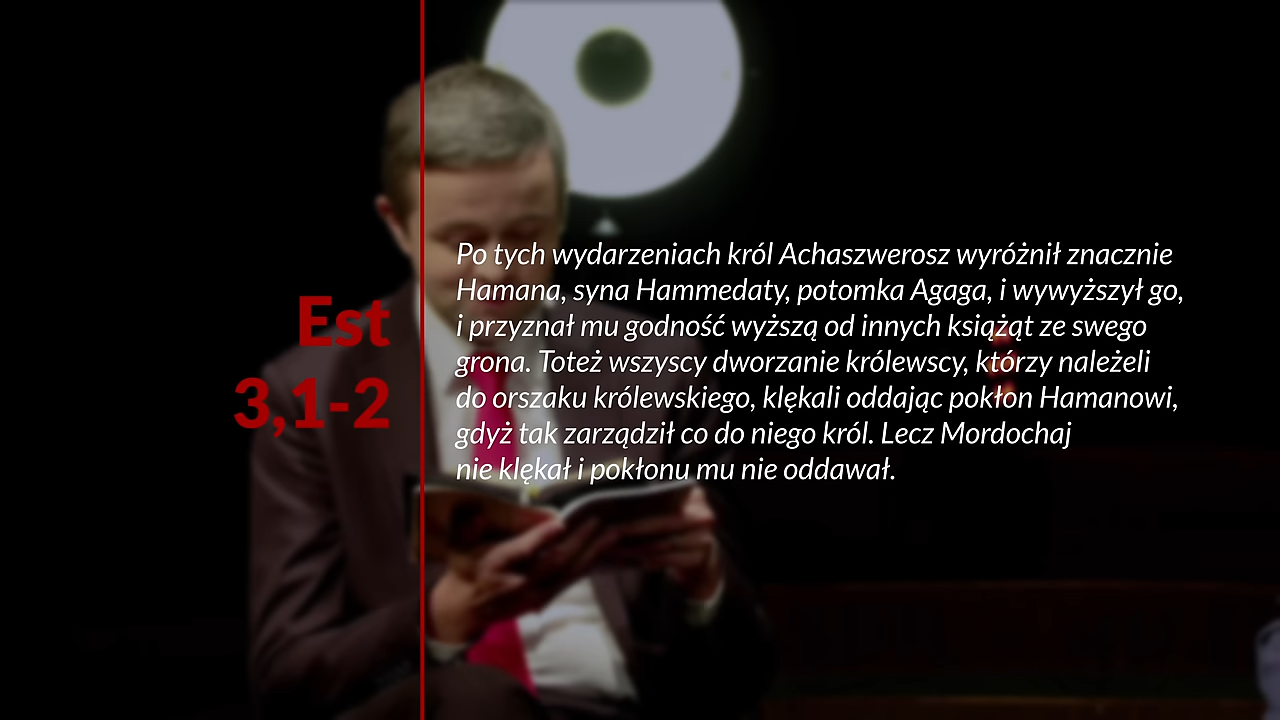 Est
3,1-2
Po tych wydarzeniach król Achaszwerosz wyróżnił znacznie
Hamana, syna Hammedaty, potomka Agaga, i wywyższył go,
i przyznał mu godność wyższą od innych książąt ze swego
grona. Toteż wszyscy dworzanie królewscy, którzy należeli
do orszaku królewskiego, klękali oddając pokłon Hamanowi,
gdyż tak zarządził co do niego król. Lecz Mordochaj
nie klękał i pokłonu mu nie oddawał.